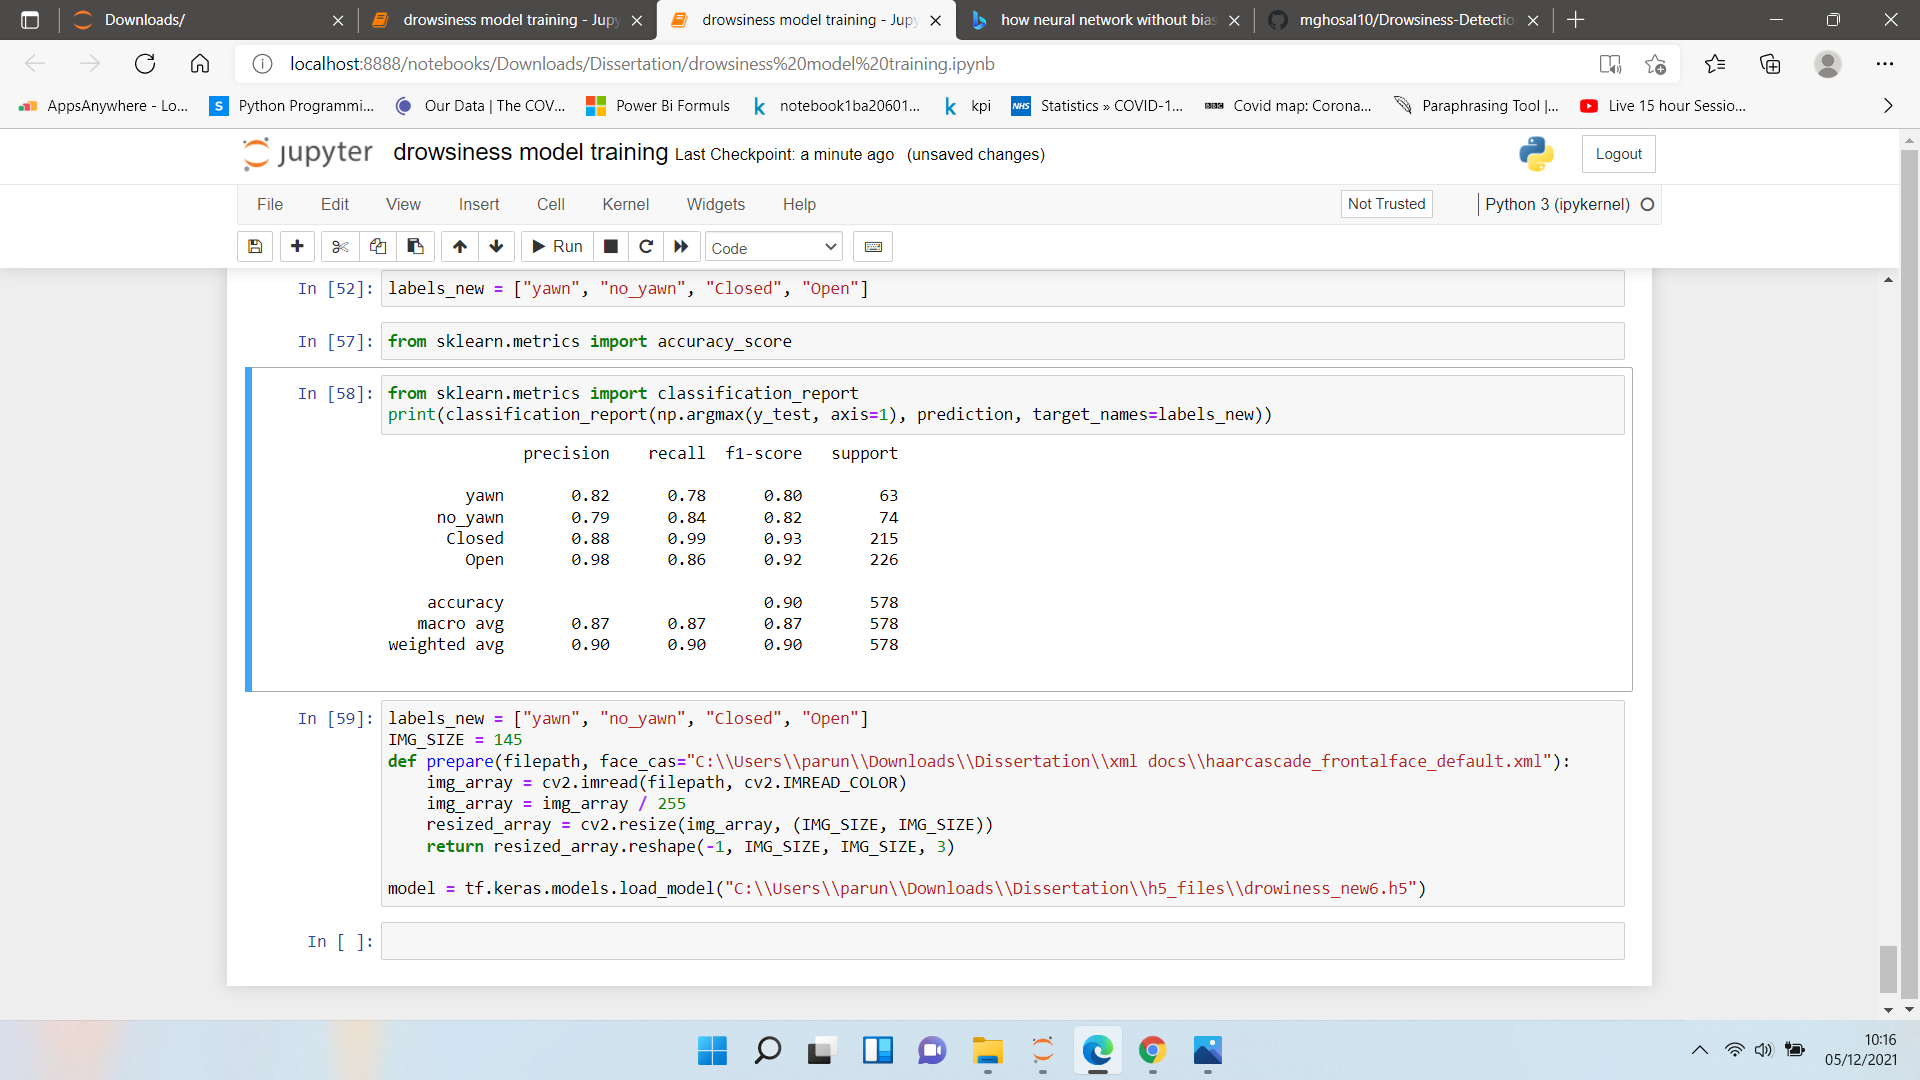 Downloads/
drowsiness model training - Jupy
drowsiness model training - Jupy
how neural network without bias
mghosal10/Drowsiness-Detectio
localhost:8888/notebooks/Downloads/Dissertation/drowsiness%20model%20training.ipynb
AppsAnywhere - Lo...
Python Programmi...
Our Data | The COV...
Power Bi Formuls
notebook1ba20601...
kpi
NHS Statistics » COVID-1...
BBC Covid map: Corona...
Paraphrasing Tool |...
Live 15 hour Sessio...
jupyter drowsiness model training Last Checkpoint: a minute ago (unsaved changes)
Logout
File Edit View Insert Cell Kernel Widgets Help
Not Trusted
Python 3 (ipykernel)
Run
Code
In [52]: labels_new = ["yawn", "no_yawn", "Closed", "Open"]
In [57]: from sklearn.metrics import accuracy_score
In [58]: from sklearn.metrics import classification_report
print(classification_report(np.argmax(y_test, axis=1), prediction, target_names=labels_new))
precision recall f1-score support
yawn 0.82 0.78 0.80 63
no_yawn 0.79 0.84 0.82 74
Closed 0.88 0.99 0.93 215
Open 0.98 0.86 0.92 226
accuracy 0.90 578
macro avg 0.87 0.87 0.87 578
weighted avg 0.90 0.90 0.90 578
In [59]: labels_new = ["yawn", "no_yawn", "Closed", "Open"]
IMG_SIZE = 145
def prepare(filepath, face_cas="C:\\Users\\parun\\Downloads\\Dissertation\\xml docs\\haarcascade_frontalface_default.xml"):
    img_array = cv2.imread(filepath, cv2.IMREAD_COLOR)
    img_array = img_array / 255
    resized_array = cv2.resize(img_array, (IMG_SIZE, IMG_SIZE))
    return resized_array.reshape(-1, IMG_SIZE, IMG_SIZE, 3)
model = tf.keras.models.load_model("C:\\Users\\parun\\Downloads\\Dissertation\\h5_files\\drowiness_new6.h5")
In [ ]:
10:16
05/12/2021